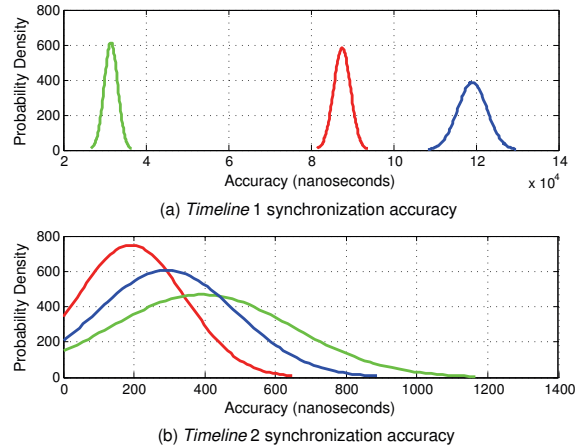 800
600
400
200
0
Probability Density
2 4 6 8 10 12 14
x 10^4
Accuracy (nanoseconds)
(a) Timeline 1 synchronization accuracy
800
600
400
200
0
Probability Density
0 200 400 600 800 1000 1200 1400
Accuracy (nanoseconds)
(b) Timeline 2 synchronization accuracy